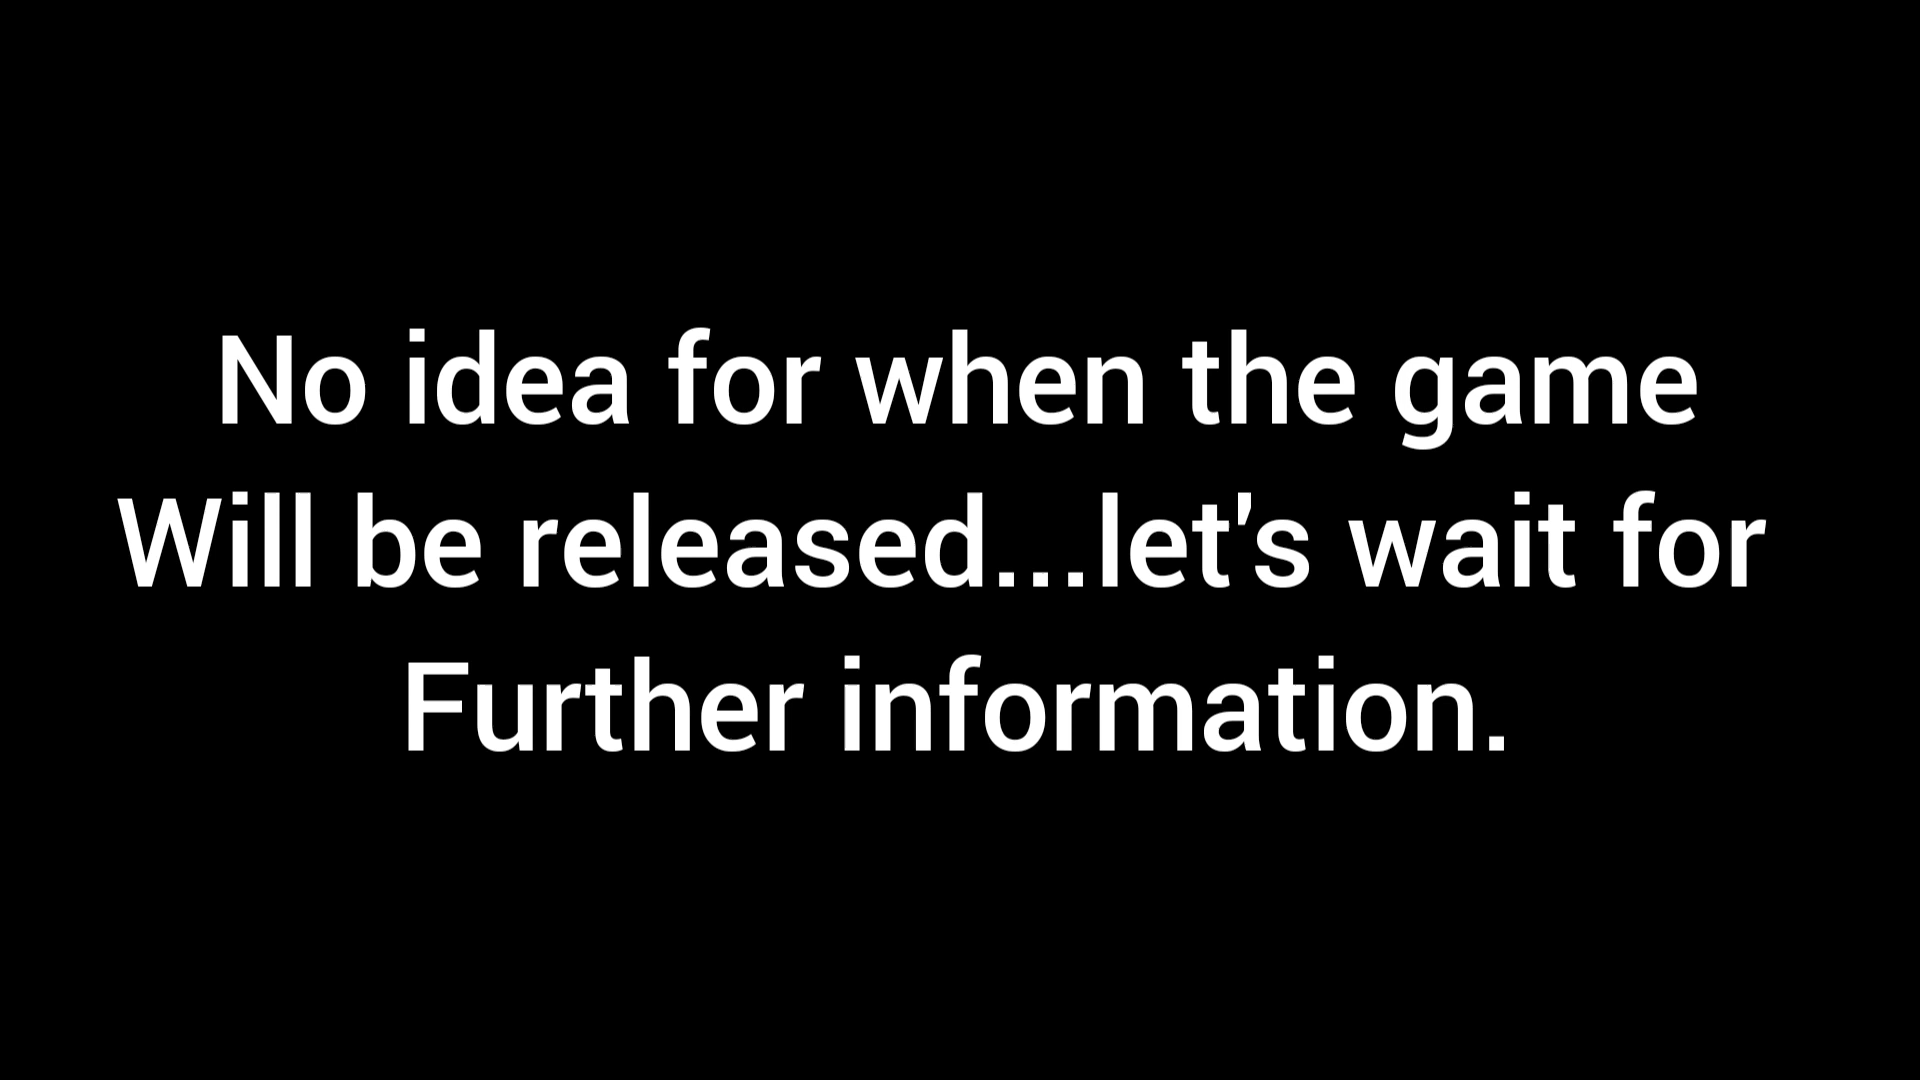 No idea for when the game
Will be released...let's wait for
Further information.